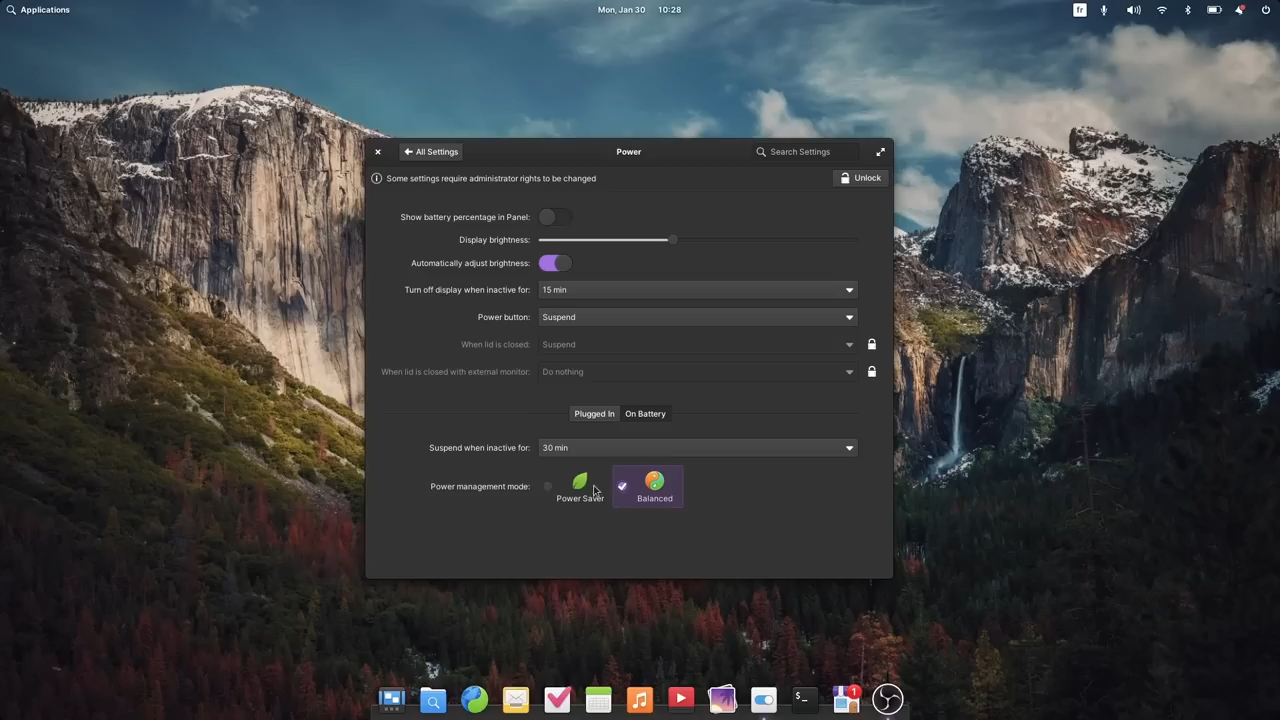 Applications
Mon, Jan 30 10:28
fr
All Settings
Power
Search Settings
Some settings require administrator rights to be changed
Unlock
Show battery percentage in Panel:
Display brightness:
Automatically adjust brightness:
Turn off display when inactive for: 15 min
Power button: Suspend
When lid is closed: Suspend
When lid is closed with external monitor: Do nothing
Plugged In On Battery
Suspend when inactive for: 30 min
Power management mode: Power Saver Balanced
1